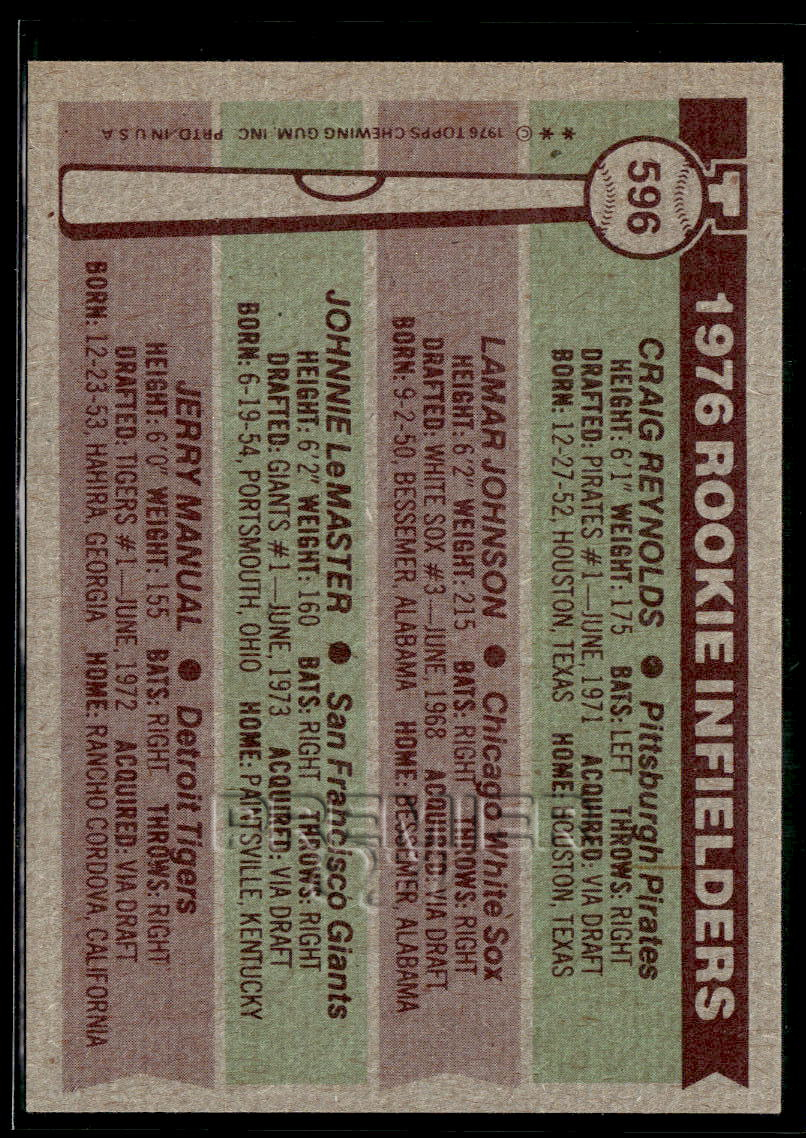 T
1976 ROOKIE INFIELDERS
596
CRAIG REYNOLDS ● Pittsburgh Pirates
HEIGHT: 6'1" WEIGHT: 175 BATS: LEFT THROWS: RIGHT
DRAFTED: PIRATES #1—JUNE, 1971 ACQUIRED: VIA DRAFT
BORN: 12-27-52, HOUSTON, TEXAS HOME: HOUSTON, TEXAS
LAMAR JOHNSON ● Chicago White Sox
HEIGHT: 6'2" WEIGHT: 215 BATS: RIGHT THROWS: RIGHT
DRAFTED: WHITE SOX #3—JUNE, 1968 ACQUIRED: VIA DRAFT
BORN: 9-2-50, BESSEMER, ALABAMA HOME: BESSEMER, ALABAMA
JOHNNIE LeMASTER ● San Francisco Giants
HEIGHT: 6'2" WEIGHT: 160 BATS: RIGHT THROWS: RIGHT
DRAFTED: GIANTS #1—JUNE, 1973 ACQUIRED: VIA DRAFT
BORN: 6-19-54, PORTSMOUTH, OHIO HOME: PAINTSVILLE, KENTUCKY
JERRY MANUAL ● Detroit Tigers
HEIGHT: 6'0" WEIGHT: 155 BATS: RIGHT THROWS: RIGHT
DRAFTED: TIGERS #1—JUNE, 1972 ACQUIRED: VIA DRAFT
BORN: 12-23-53, HAHIRA, GEORGIA HOME: RANCHO CORDOVA, CALIFORNIA
** © 1976 TOPPS CHEWING GUM, INC. PRTD. IN U.S.A.
PREMIER